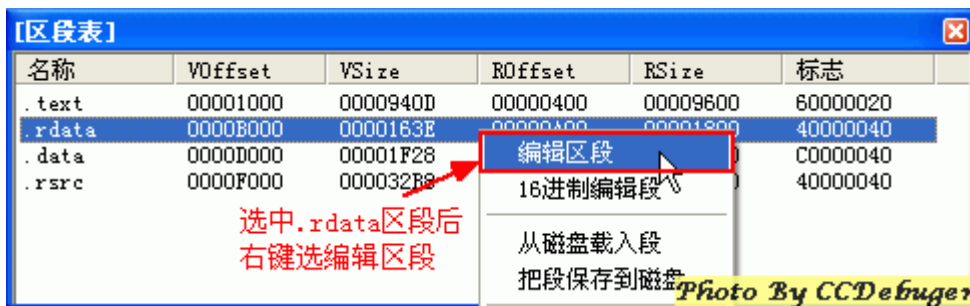 [区段表]
名称 VOffset VSize ROffset RSize 标志
.text 00001000 0000940D 00000400 00009600 60000020
.rdata 0000B000 0000163E 40000040
编辑区段
.data 0000D000 00001F28 C0000040
.rsrc 0000F000 40000040
16进制编辑段
选中.rdata区段后
右键选编辑区段
从磁盘载入段
把段保存到磁盘
Photo By CCDebuger